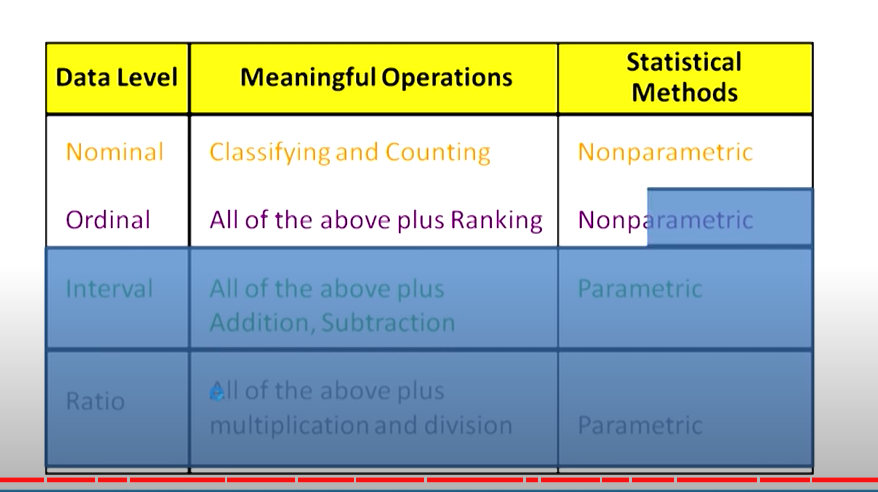 Data Level Meaningful Operations Statistical
Methods
Nominal Classifying and Counting Nonparametric
Ordinal All of the above plus Ranking Nonparametric
Interval All of the above plus Parametric
Addition, Subtraction
Ratio All of the above plus
multiplication and division Parametric